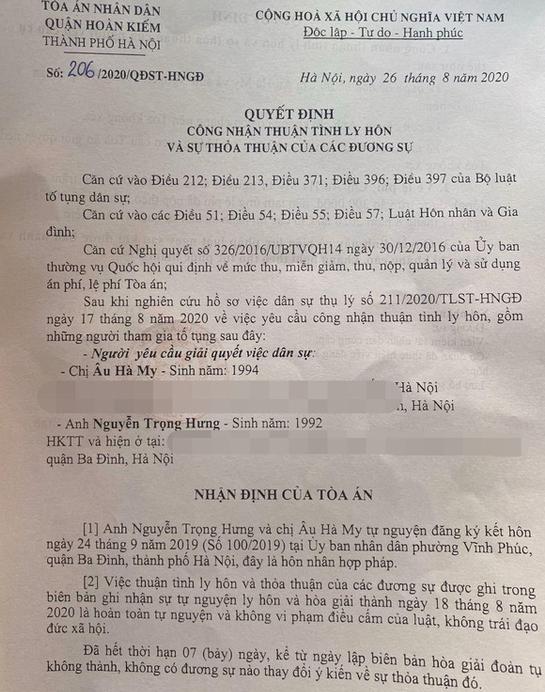 TÒA ÁN NHÂN DÂN
QUẬN HOÀN KIẾM
THÀNH PHỐ HÀ NỘI
CỘNG HOÀ XÃ HỘI CHỦ NGHĨA VIỆT NAM
Độc lập - Tự do - Hạnh phúc
Số: 206/2020/QĐST-HNGĐ
Hà Nội, ngày 26 tháng 8 năm 2020
QUYẾT ĐỊNH
CÔNG NHẬN THUẬN TÌNH LY HÔN
VÀ SỰ THỎA THUẬN CỦA CÁC ĐƯƠNG SỰ
Căn cứ vào Điều 212; Điều 213, Điều 371; Điều 396; Điều 397 của Bộ luật
tố tụng dân sự;
Căn cứ vào các Điều 51; Điều 54; Điều 55; Điều 57; Luật Hôn nhân và Gia
đình;
Căn cứ Nghị quyết số 326/2016/UBTVQH14 ngày 30/12/2016 của Ủy ban
thường vụ Quốc hội qui định về mức thu, miễn giảm, thu, nộp, quản lý và sử dụng
án phí, lệ phí Tòa án;
Sau khi nghiên cứu hồ sơ việc dân sự thụ lý số 211/2020/TLST-HNGĐ
ngày 17 tháng 8 năm 2020 về việc yêu cầu công nhận thuận tình ly hôn, gồm
những người tham gia tố tụng sau đây:
- Người yêu cầu giải quyết việc dân sự:
- Chị Âu Hà My - Sinh năm: 1994
Hà Nội
, Hà Nội
- Anh Nguyễn Trọng Hưng - Sinh năm: 1992
HKTT và hiện ở tại:
quận Ba Đình, Hà Nội
NHẬN ĐỊNH CỦA TÒA ÁN
[1] Anh Nguyễn Trọng Hưng và chị Âu Hà My tự nguyện đăng ký kết hôn
ngày 24 tháng 9 năm 2019 (Số 100/2019) tại Ủy ban nhân dân phường Vĩnh Phúc,
quận Ba Đình, thành phố Hà Nội, đây là hôn nhân hợp pháp.
[2] Việc thuận tình ly hôn và thỏa thuận của các đương sự được ghi trong
biên bản ghi nhận sự tự nguyện ly hôn và hòa giải thành ngày 18 tháng 8 năm
2020 là hoàn toàn tự nguyện và không vi phạm điều cấm của luật, không trái đạo
đức xã hội.
Đã hết thời hạn 07 (bảy) ngày, kể từ ngày lập biên bản hòa giải đoàn tụ
không thành, không có đương sự nào thay đổi ý kiến về sự thỏa thuận đó.